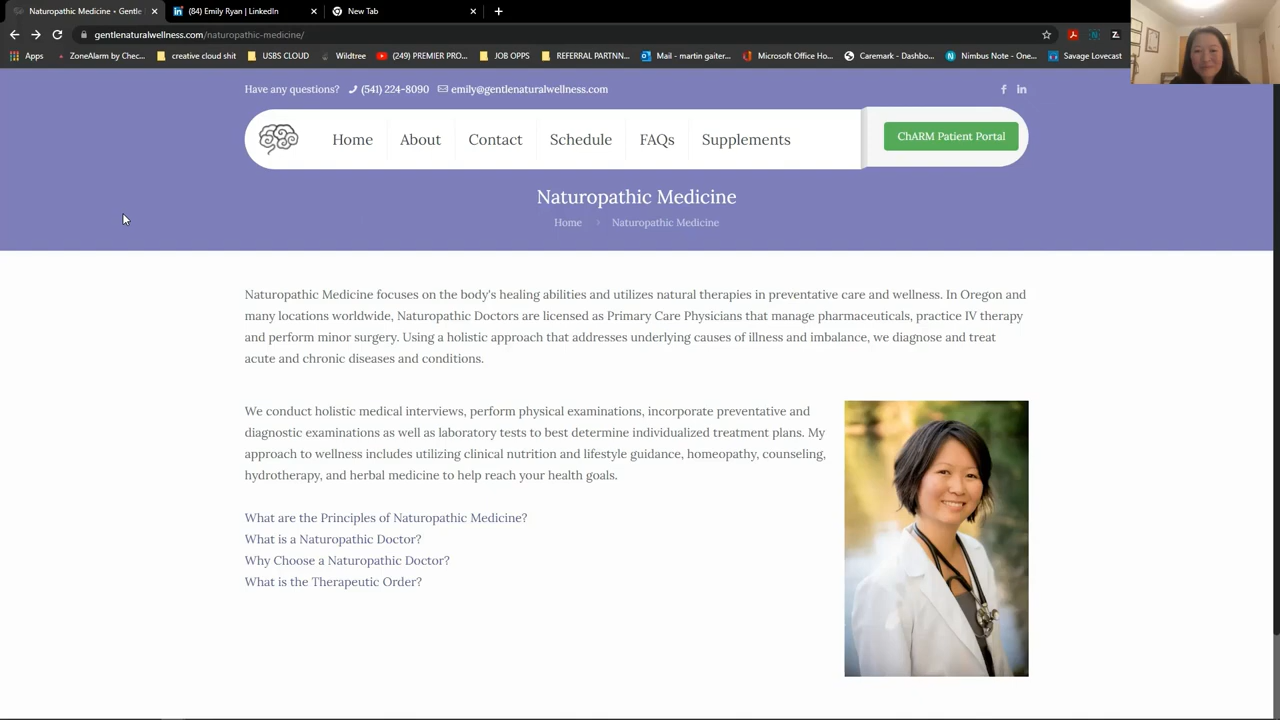 Naturopathic Medicine • Gentle
(84) Emily Ryan | LinkedIn
New Tab
gentlenaturalwellness.com/naturopathic-medicine/
Apps
ZoneAlarm by Chec...
creative cloud shit
USBS CLOUD
Wildtree
(249) PREMIER PRO...
JOB OPPS
REFERRAL PARTNN...
Mail - martin gaiter...
Microsoft Office Ho...
Caremark - Dashbo...
Nimbus Note - One...
Savage Lovecast
Have any questions? (541) 224-8090 emily@gentlenaturalwellness.com
Home About Contact Schedule FAQs Supplements
ChARM Patient Portal
Naturopathic Medicine
Home > Naturopathic Medicine
Naturopathic Medicine focuses on the body's healing abilities and utilizes natural therapies in preventative care and wellness. In Oregon and
many locations worldwide, Naturopathic Doctors are licensed as Primary Care Physicians that manage pharmaceuticals, practice IV therapy
and perform minor surgery. Using a holistic approach that addresses underlying causes of illness and imbalance, we diagnose and treat
acute and chronic diseases and conditions.
We conduct holistic medical interviews, perform physical examinations, incorporate preventative and
diagnostic examinations as well as laboratory tests to best determine individualized treatment plans. My
approach to wellness includes utilizing clinical nutrition and lifestyle guidance, homeopathy, counseling,
hydrotherapy, and herbal medicine to help reach your health goals.
What are the Principles of Naturopathic Medicine?
What is a Naturopathic Doctor?
Why Choose a Naturopathic Doctor?
What is the Therapeutic Order?